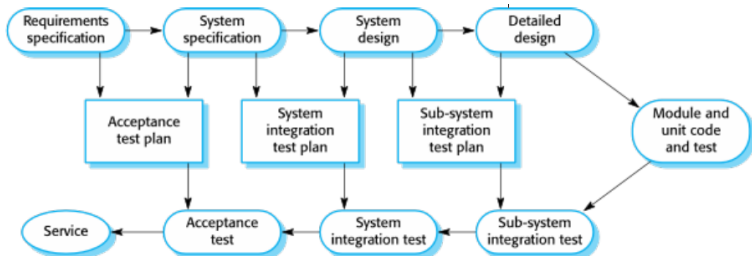 Requirements
specification
System
specification
System
design
Detailed
design
Acceptance
test plan
System
integration
test plan
Sub-system
integration
test plan
Module and
unit code
and test
Service
Acceptance
test
System
integration test
Sub-system
integration test